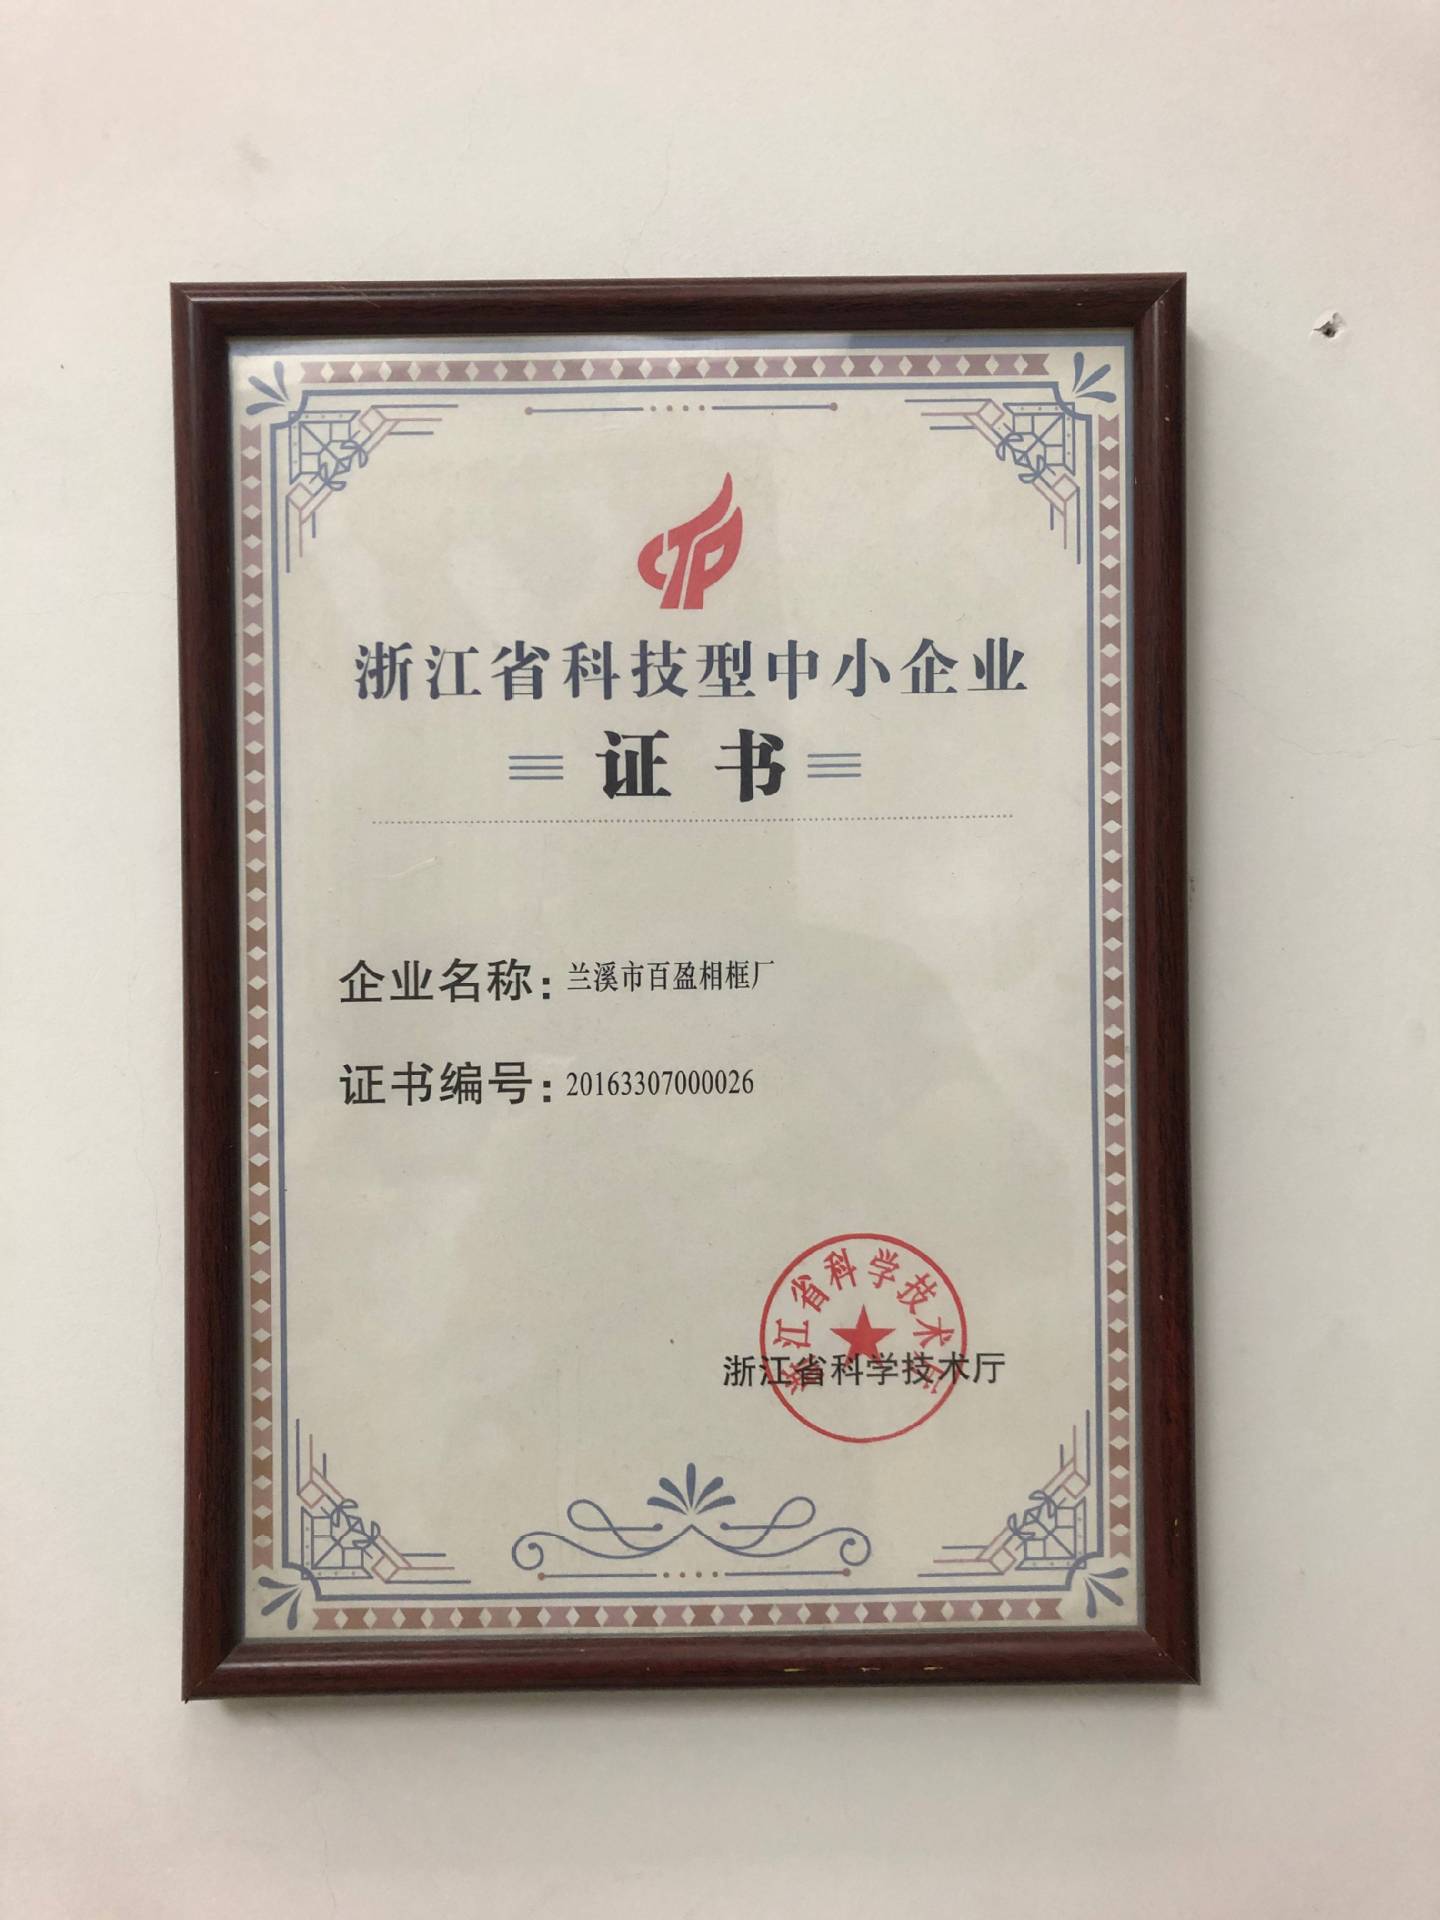 CTP
浙江省科技型中小企业
证书
企业名称：兰溪市百盈相框厂
证书编号：20163307000026
浙江省科学技术厅
浙江省科学技术厅